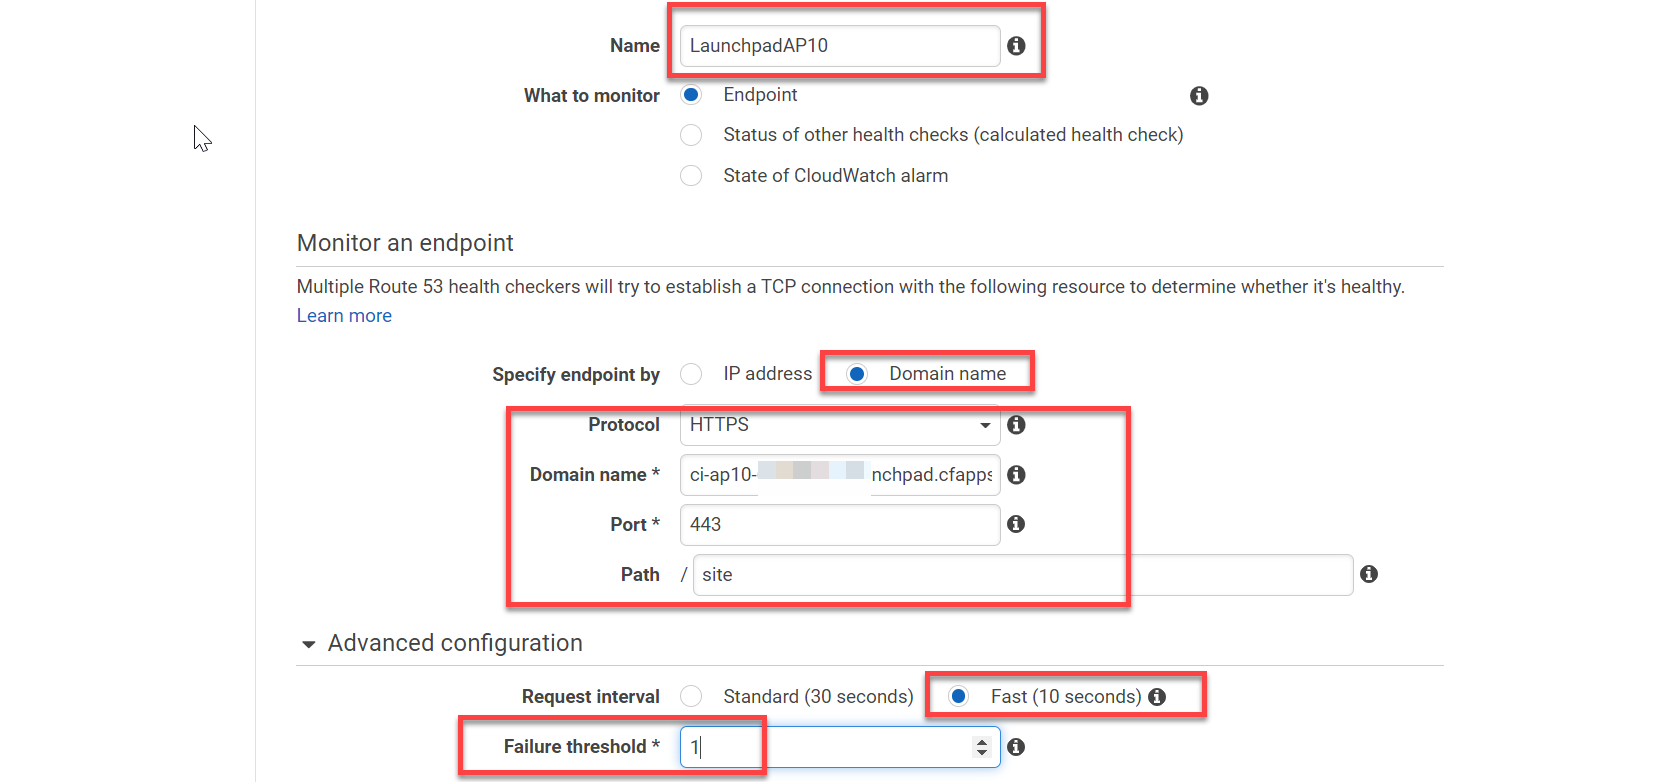 Name LaunchpadAP10
What to monitor Endpoint
Status of other health checks (calculated health check)
State of CloudWatch alarm
Monitor an endpoint
Multiple Route 53 health checkers will try to establish a TCP connection with the following resource to determine whether it's healthy.
Learn more
Specify endpoint by IP address Domain name
Protocol HTTPS
Domain name * ci-ap10- nchpad.cfapps
Port * 443
Path / site
Advanced configuration
Request interval Standard (30 seconds) Fast (10 seconds)
Failure threshold * 1